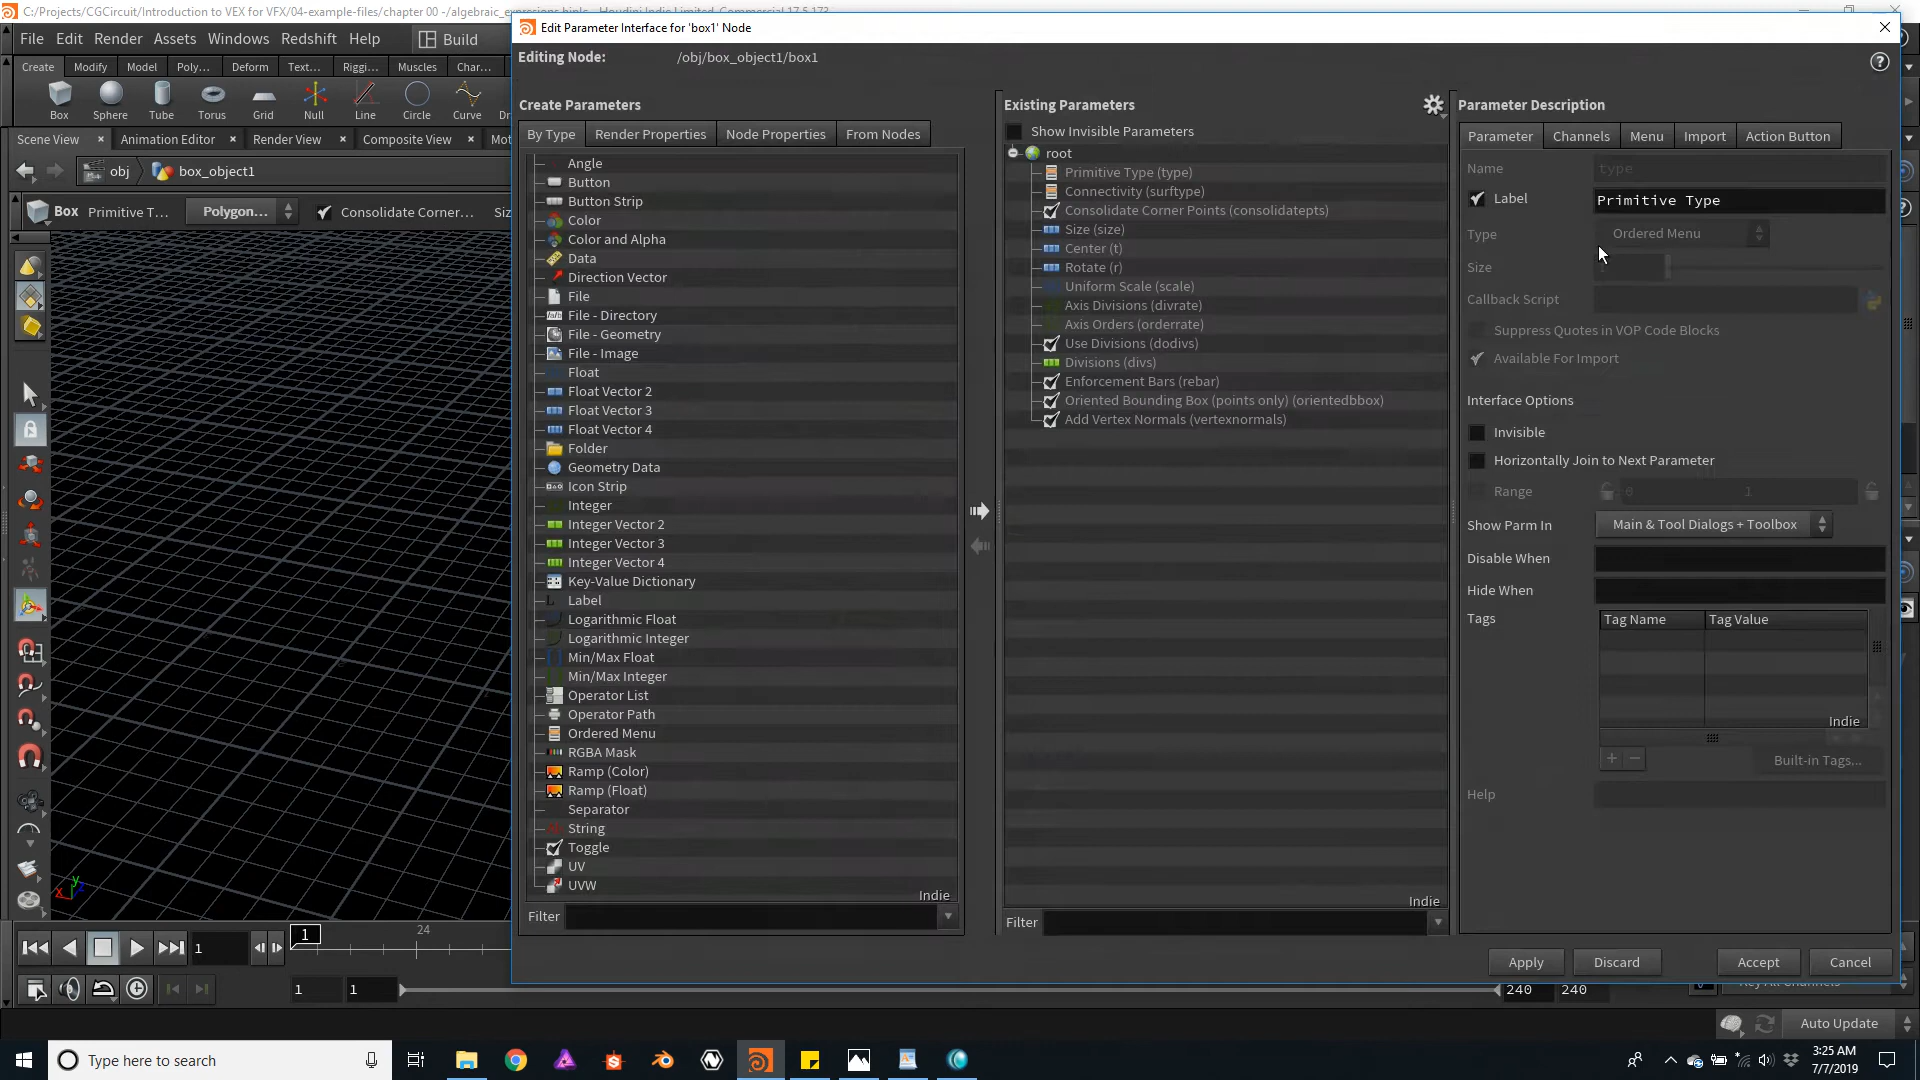 C:/Projects/CGCircuit/Introduction to VEX for VFX/04-example-files/chapter 00 -/algebraic_expresions.hiplc - Houdini Indie Limited-Commercial 17.5.173
File Edit Render Assets Windows Redshift Help Build
Create Modify Model Poly... Deform Text... Riggi... Muscles Char...
Box Sphere Tube Torus Grid Null Line Circle Curve
Scene View Animation Editor Render View Composite View Mot
obj box_object1
Box Primitive T... Polygon... Consolidate Corner...
24
1
1
1 1 240 240
Edit Parameter Interface for 'box1' Node
Editing Node: /obj/box_object1/box1
Create Parameters
By Type Render Properties Node Properties From Nodes
Angle
Button
Button Strip
Color
Color and Alpha
Data
Direction Vector
File
File - Directory
File - Geometry
File - Image
Float
Float Vector 2
Float Vector 3
Float Vector 4
Folder
Geometry Data
Icon Strip
Integer
Integer Vector 2
Integer Vector 3
Integer Vector 4
Key-Value Dictionary
Label
Logarithmic Float
Logarithmic Integer
Min/Max Float
Min/Max Integer
Operator List
Operator Path
Ordered Menu
RGBA Mask
Ramp (Color)
Ramp (Float)
Separator
String
Toggle
UV
UVW
Indie
Filter
Existing Parameters
Show Invisible Parameters
root
Primitive Type (type)
Connectivity (surftype)
Consolidate Corner Points (consolidatepts)
Size (size)
Center (t)
Rotate (r)
Uniform Scale (scale)
Axis Divisions (divrate)
Axis Orders (orderrate)
Use Divisions (dodivs)
Divisions (divs)
Enforcement Bars (rebar)
Oriented Bounding Box (points only) (orientedbbox)
Add Vertex Normals (vertexnormals)
Indie
Filter
Parameter Description
Parameter Channels Menu Import Action Button
Name type
Label Primitive Type
Type Ordered Menu
Size 1
Callback Script
Suppress Quotes in VOP Code Blocks
Available For Import
Interface Options
Invisible
Horizontally Join to Next Parameter
Range 0 1
Show Parm In Main & Tool Dialogs + Toolbox
Disable When
Hide When
Tags Tag Name Tag Value
Indie
+ − Built-in Tags...
Help
Apply Discard Accept Cancel
Auto Update
Type here to search
3:25 AM
7/7/2019